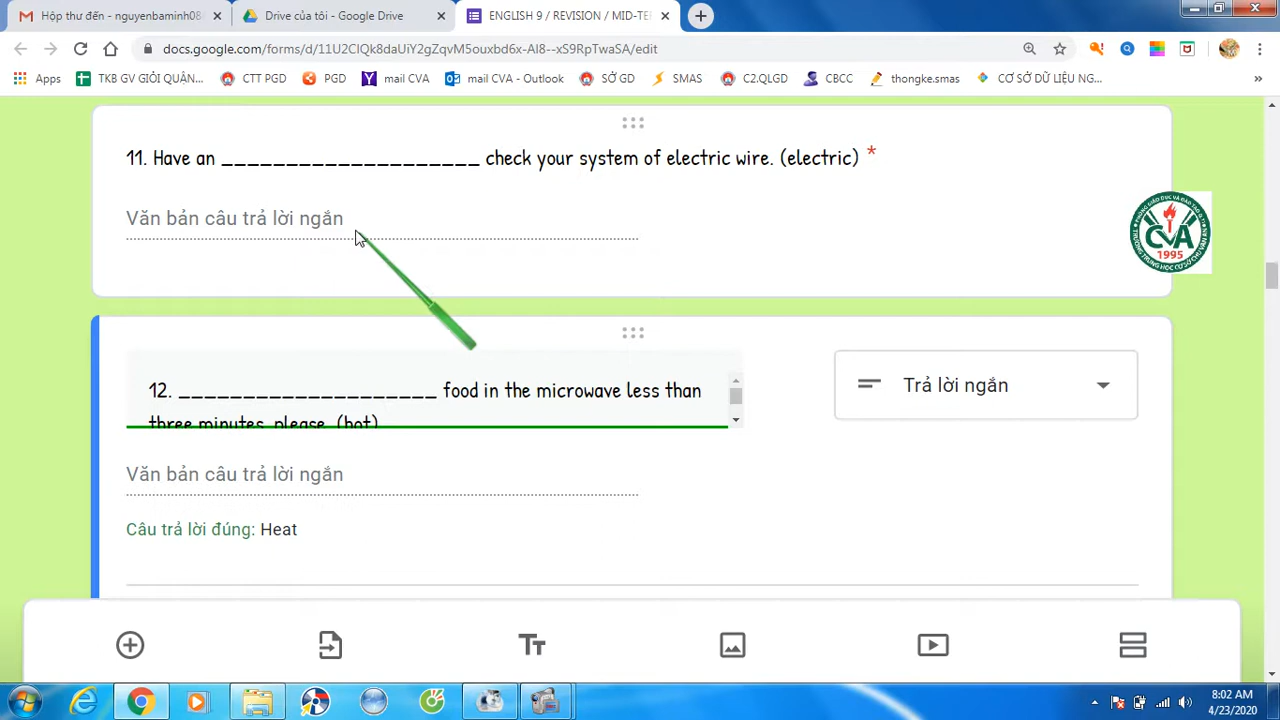 Hộp thư đến - nguyenbaminh08
Drive của tôi - Google Drive
ENGLISH 9 / REVISION / MID-TE
docs.google.com/forms/d/11U2ClQk8daUiY2gZqWM5otxbd6x-AI8--xS9RpTwaSA/edit
Apps
TKB GV GIỎI QUẬN...
CTT PGD
PGD
mail CVA
mail CVA - Outlook
SỞ GD
SMAS
C2.QLGD
CBCC
thongke.smas
CƠ SỞ DỮ LIỆU NG...
»
11. Have an ____________________ check your system of electric wire. (electric) *
Văn bản câu trả lời ngắn
CVA
1995
12. ____________________ food in the microwave less than
three minutes, please. (hot)
Trả lời ngắn
Văn bản câu trả lời ngắn
Câu trả lời đúng: Heat
8:02 AM
4/23/2020